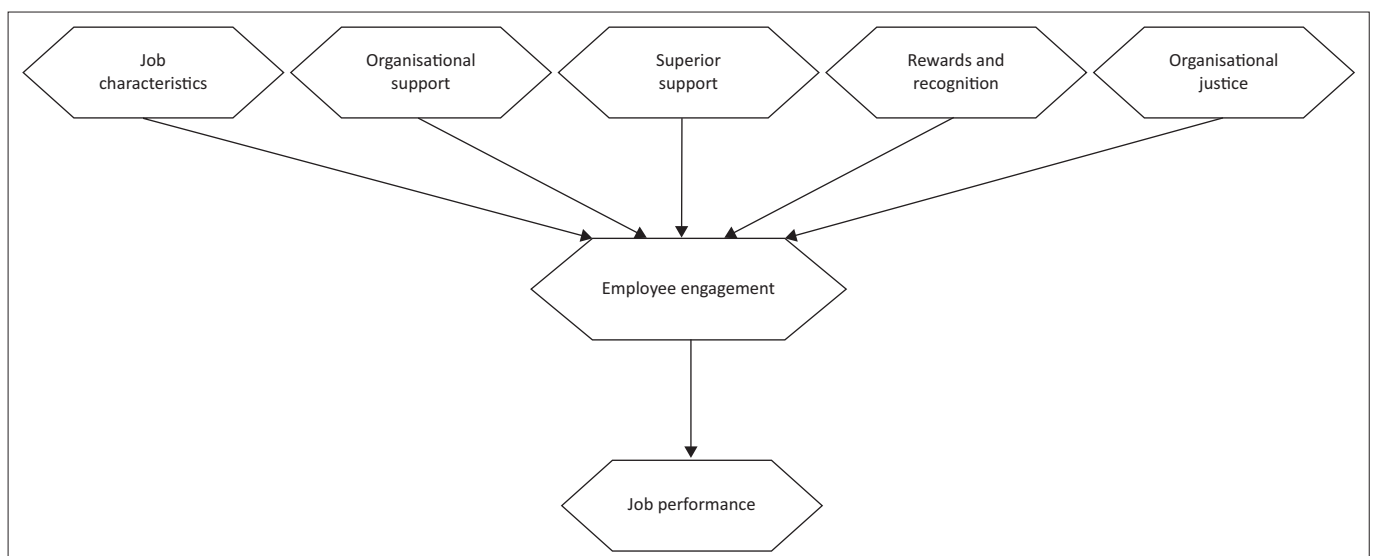 Job
characteristics
Organisational
support
Superior
support
Rewards and
recognition
Organisational
justice
Employee engagement
Job performance